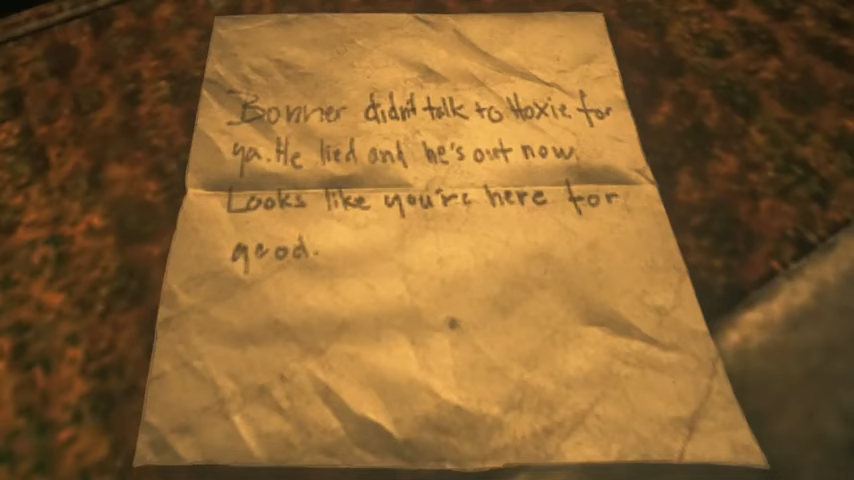 Bonner didn't talk to Hoxie for
ya. He lied and he's out now.
Looks like you're here for
good.